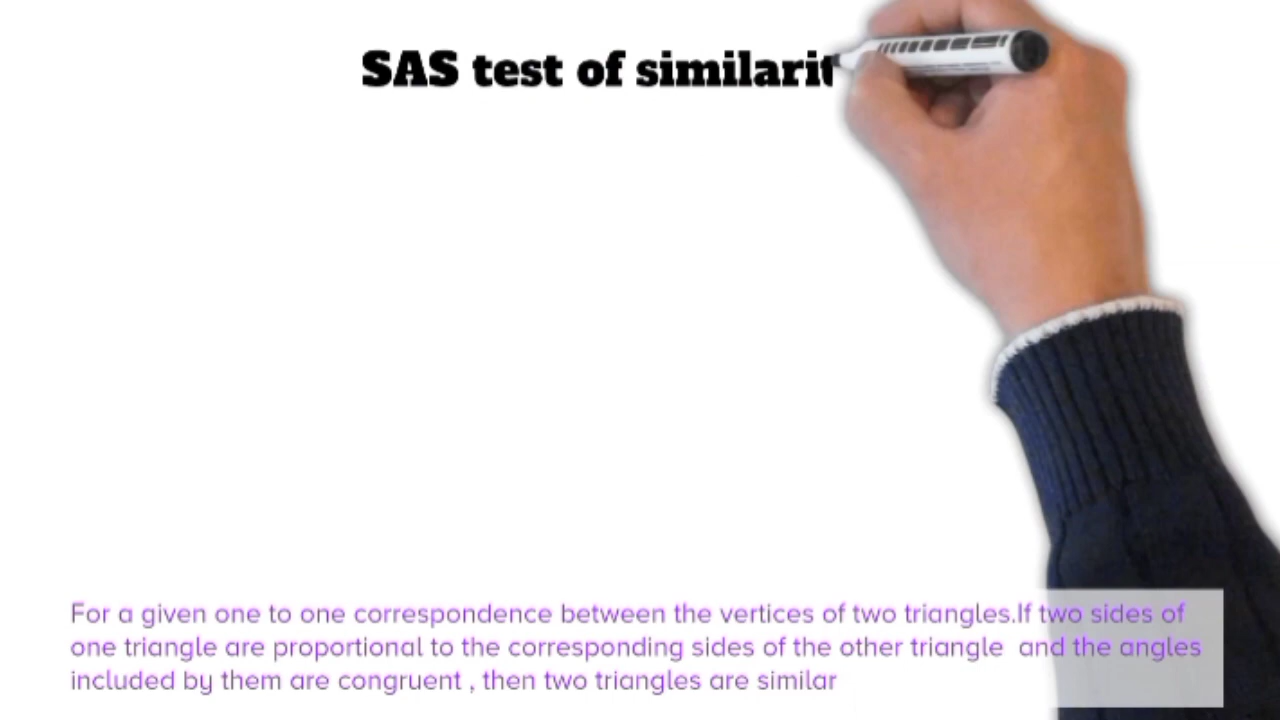 SAS test of similarit
For a given one to one correspondence between the vertices of two triangles.If two sides of
one triangle are proportional to the corresponding sides of the other triangle and the angles
included by them are congruent , then two triangles are similar